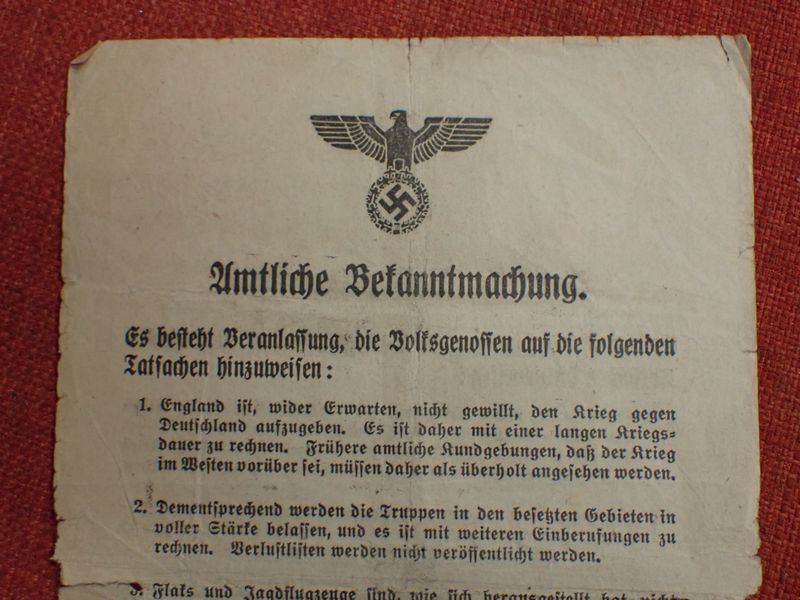 Amtliche Bekanntmachung.
Es besteht Veranlassung, die Volksgenossen auf die folgenden
Tatsachen hinzuweisen:
1. England ist, wider Erwarten, nicht gewillt, den Krieg gegen
Deutschland aufzugeben. Es ist daher mit einer langen Kriegs-
dauer zu rechnen. Frühere amtliche Kundgebungen, daß der Krieg
im Westen vorüber sei, müssen daher als überholt angesehen werden.
2. Dementsprechend werden die Truppen in den besetzten Gebieten in
voller Stärke belassen, und es ist mit weiteren Einberufungen zu
rechnen. Verlustlisten werden nicht veröffentlicht werden.
3. Flaks und Jagdflugzeuge sind, wie sich herausgestellt hat, nicht